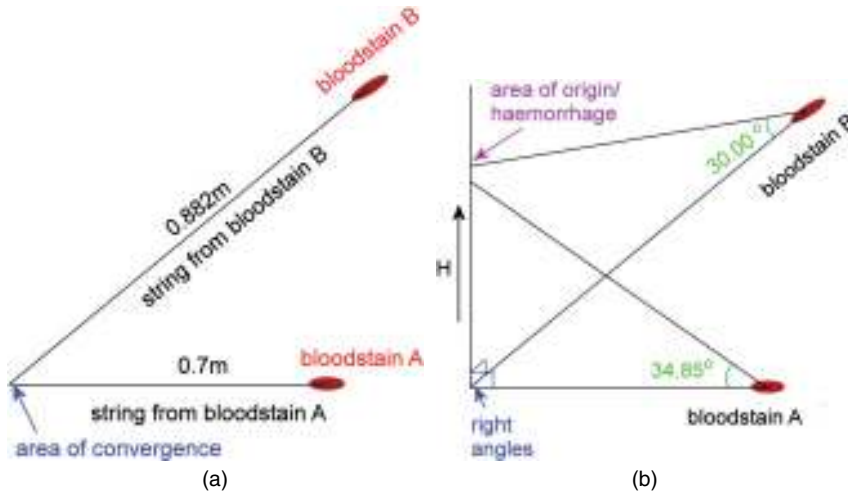 bloodstain B
0.882m
string from bloodstain B
0.7m
bloodstain A
string from bloodstain A
area of convergence
(a)
area of origin/
haemorrhage
30.00°
bloodstain B
H
34.85°
bloodstain A
right
angles
(b)